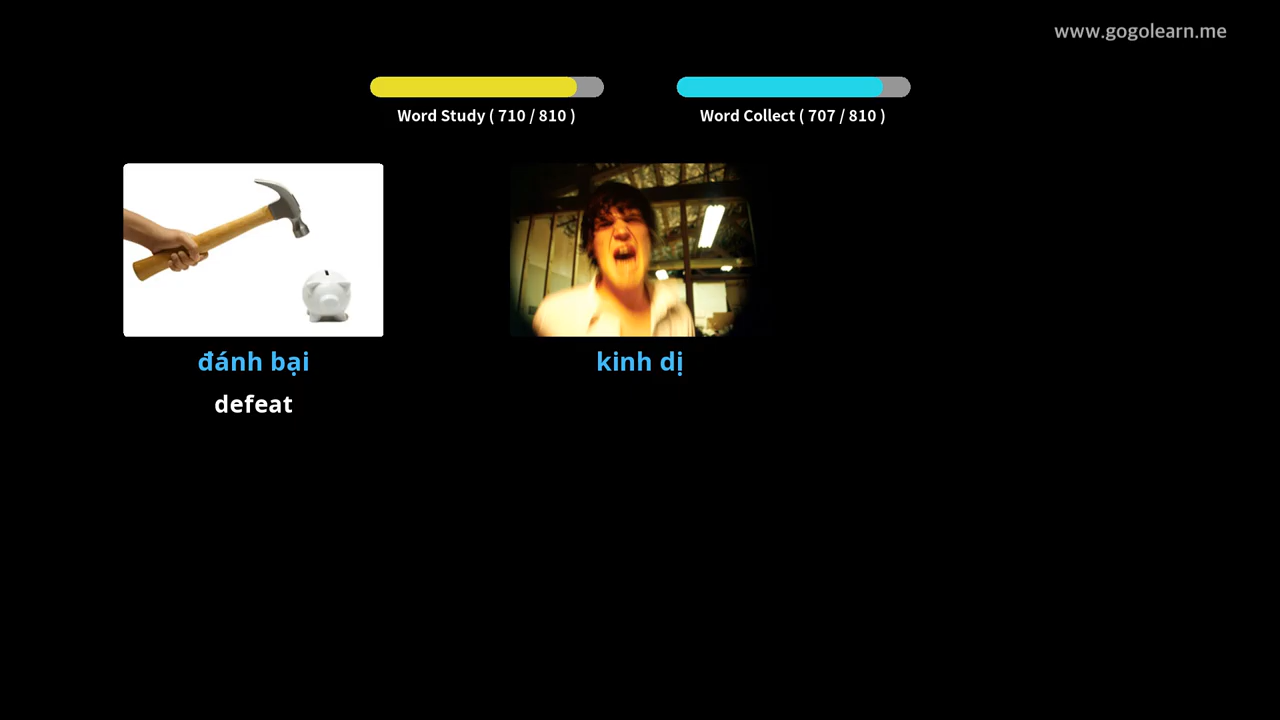 www.gogolearn.me
Word Study ( 710 / 810 )
Word Collect ( 707 / 810 )
đánh bại
defeat
kinh dị